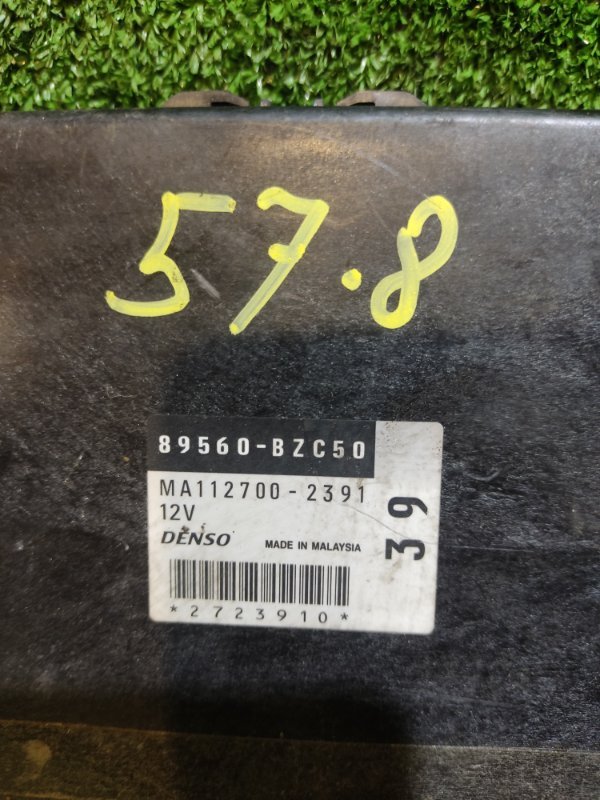 57.8
89560-BZC50
MA112700-2391
12V
DENSO MADE IN MALAYSIA
*2723910*
39